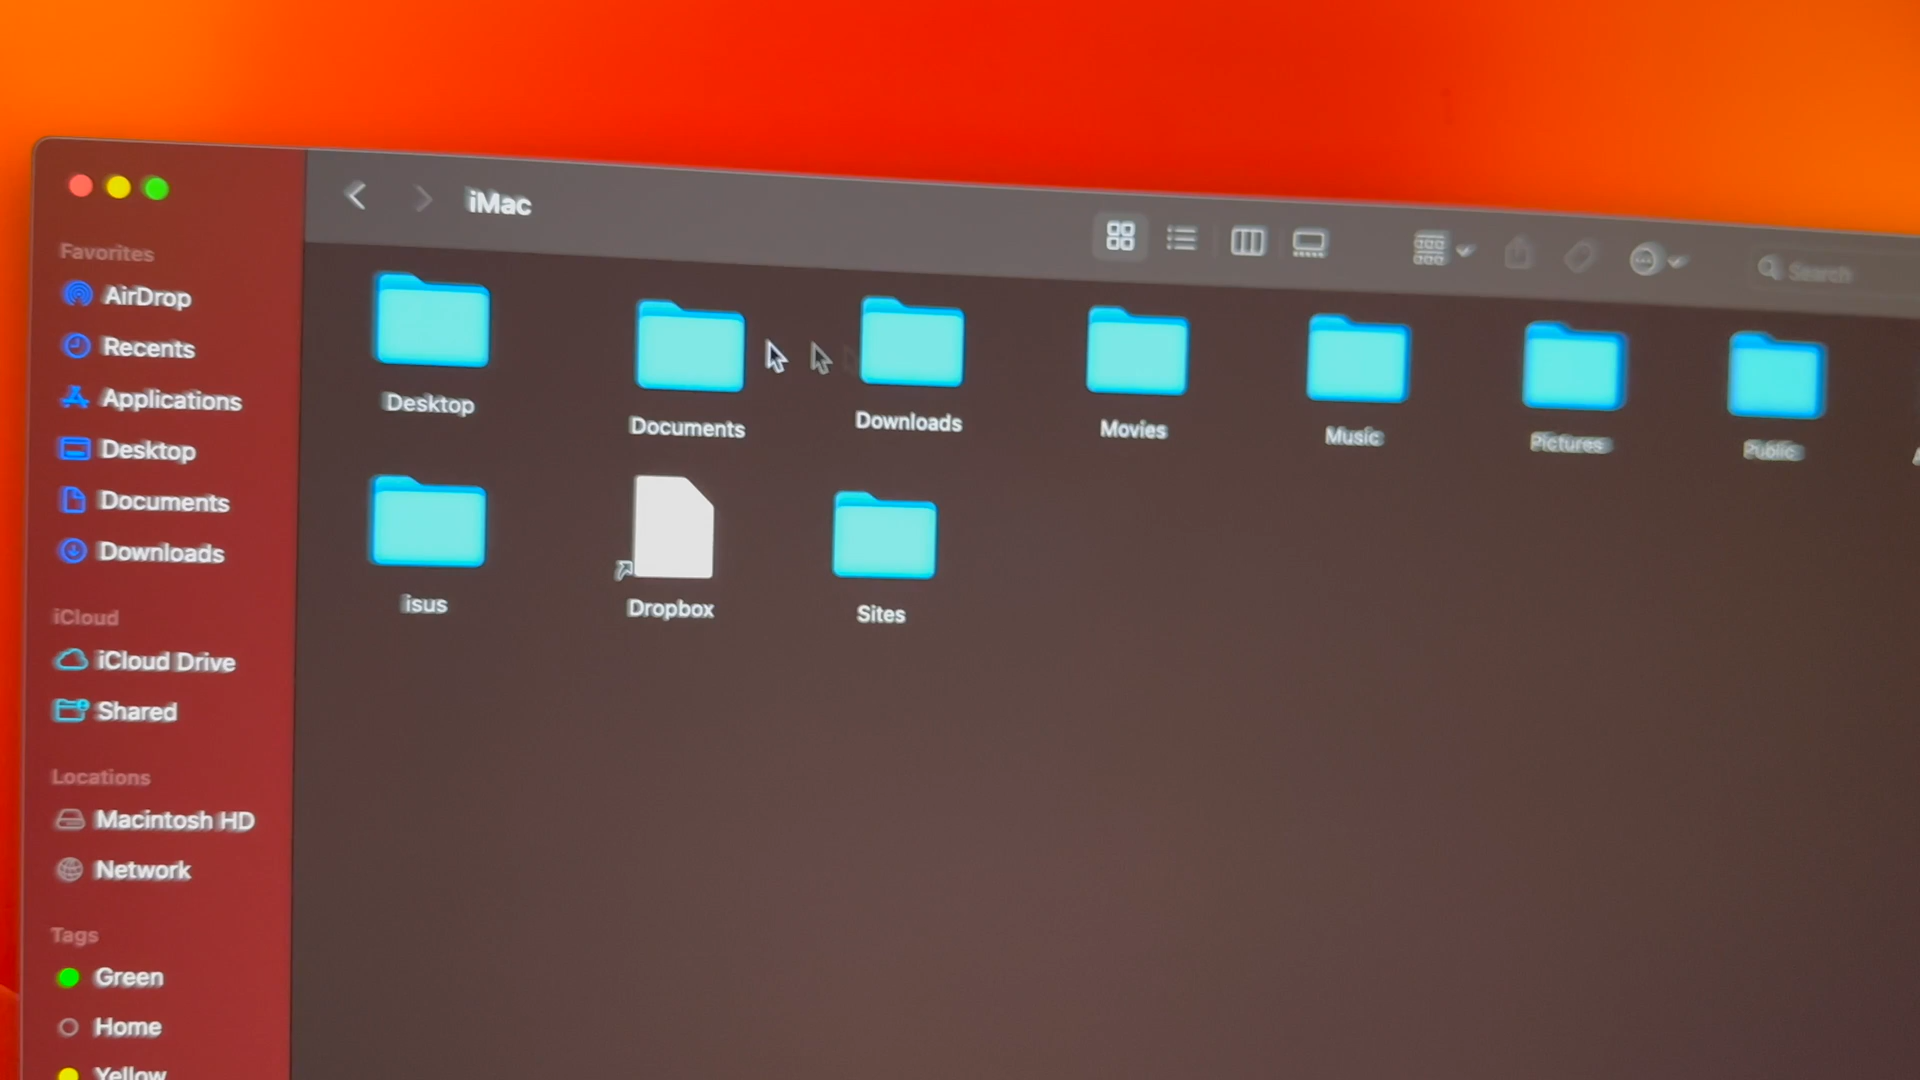 iMac
Search
Favorites
AirDrop
Recents
Applications
Desktop
Documents
Downloads
iCloud
iCloud Drive
Shared
Locations
Macintosh HD
Network
Tags
Green
Home
Yellow
Desktop
Documents
Downloads
Movies
Music
Pictures
Public
isus
Dropbox
Sites